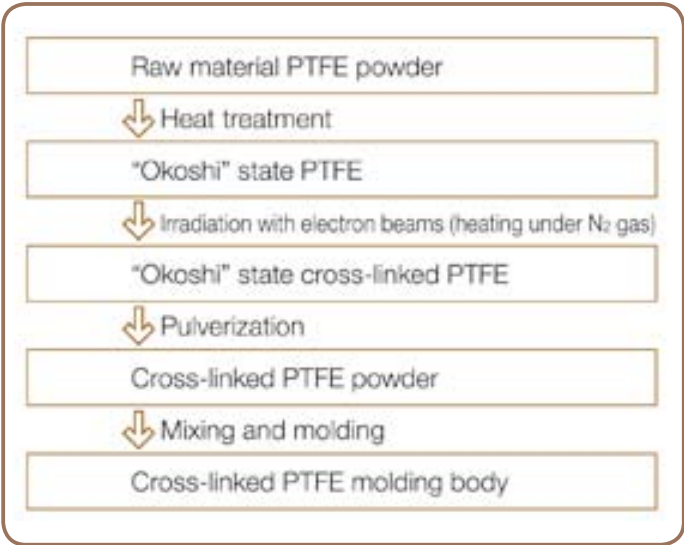 Raw material PTFE powder
Heat treatment
“Okoshi” state PTFE
Irradiation with electron beams (heating under N₂ gas)
“Okoshi” state cross-linked PTFE
Pulverization
Cross-linked PTFE powder
Mixing and molding
Cross-linked PTFE molding body